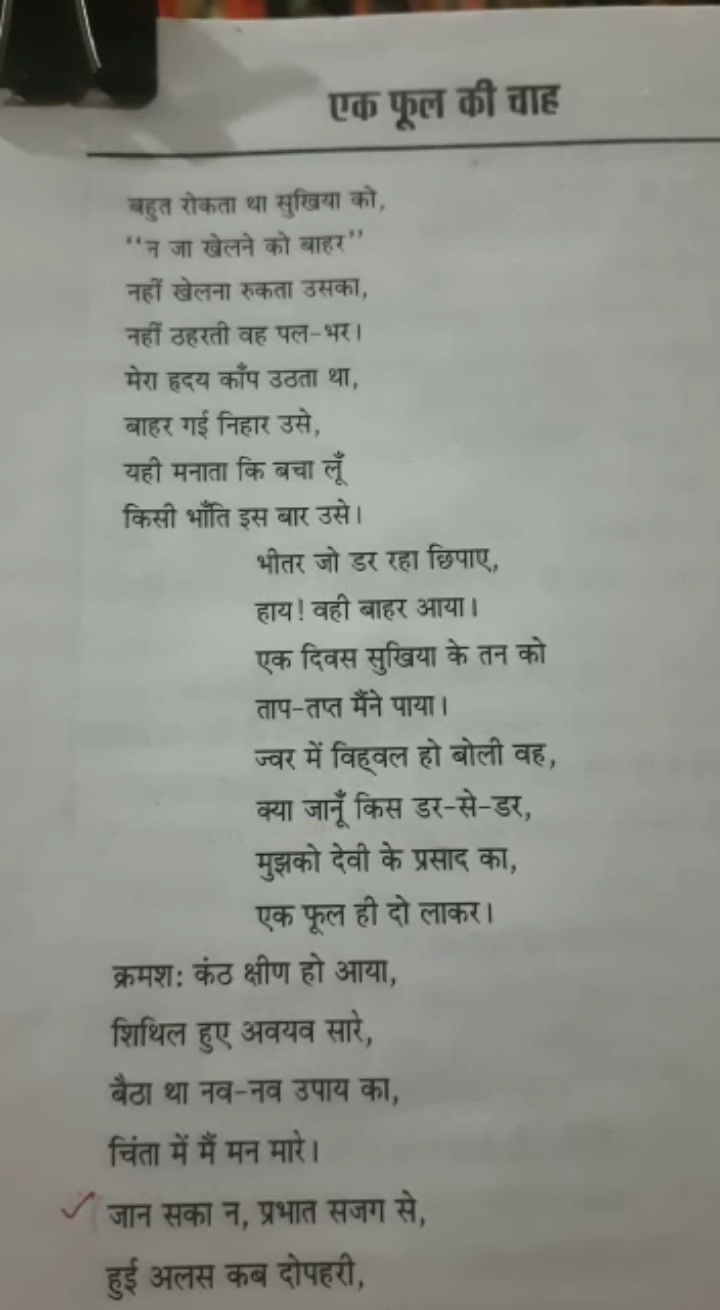 एक फूल की चाह
बहुत रोकता था सुखिया को,
‘‘न जा खेलने को बाहर’’
नहीं खेलना रुकता उसका,
नहीं ठहरती वह पल-भर।
मेरा हृदय काँप उठता था,
बाहर गई निहार उसे,
यही मनाता कि बचा लूँ
किसी भाँति इस बार उसे।
भीतर जो डर रहा छिपाए,
हाय! वही बाहर आया।
एक दिवस सुखिया के तन को
ताप-तप्त मैंने पाया।
ज्वर में विह्वल हो बोली वह,
क्या जानूँ किस डर-से-डर,
मुझको देवी के प्रसाद का,
एक फूल ही दो लाकर।
क्रमश: कंठ क्षीण हो आया,
शिथिल हुए अवयव सारे,
बैठा था नव-नव उपाय का,
चिंता में मैं मन मारे।
जान सका न, प्रभात सजग से,
हुई अलस कब दोपहरी,